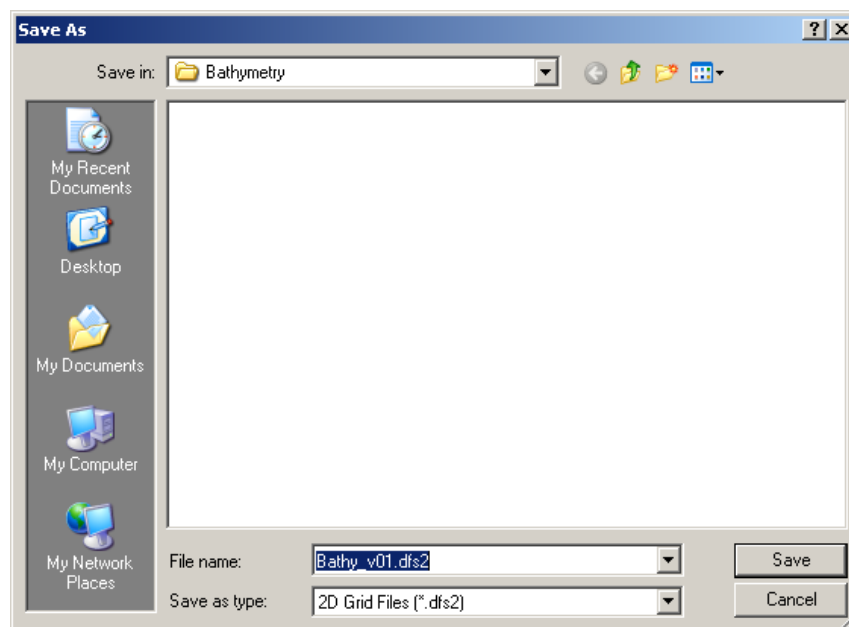 Save As
Save in: Bathymetry
My Recent
Documents
Desktop
My Documents
My Computer
My Network
Places
File name: Bathy_v01.dfs2 Save
Save as type: 2D Grid Files (*.dfs2) Cancel